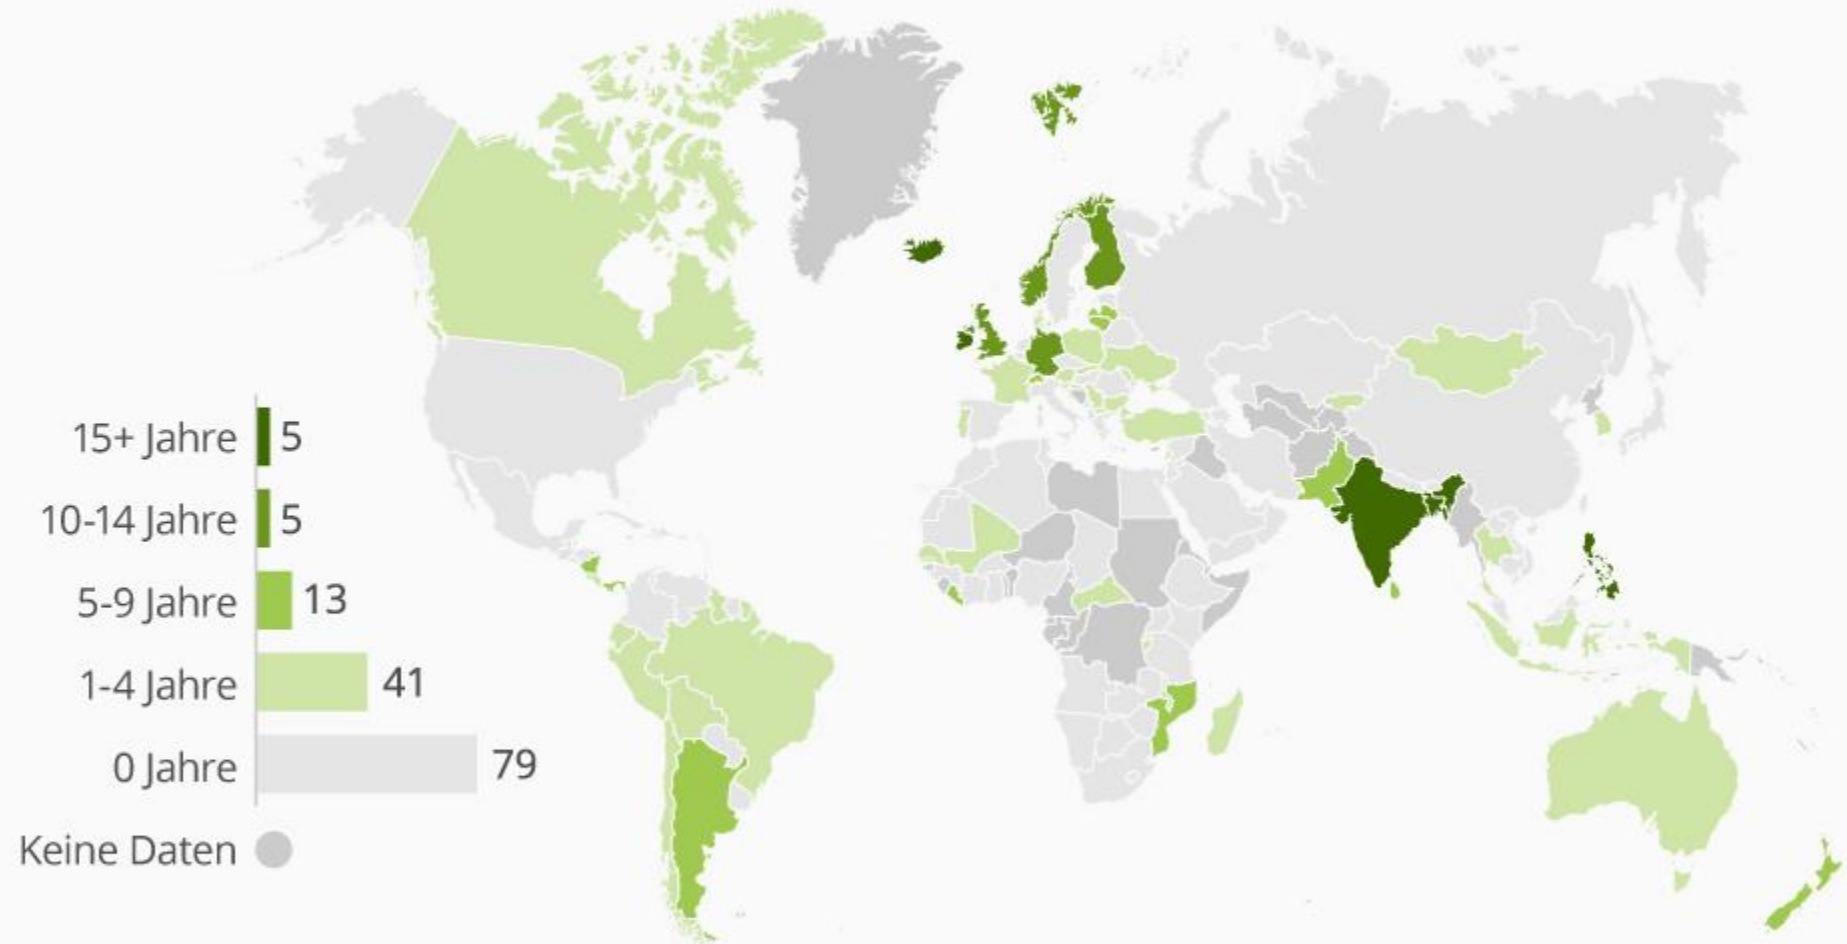 15+ Jahre 5
10-14 Jahre 5
5-9 Jahre 13
1-4 Jahre 41
0 Jahre 79
Keine Daten